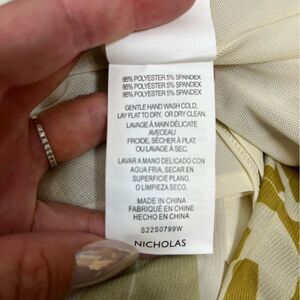 95% POLYESTER 5% SPANDEX
95% POLYESTER 5% SPANDEX
95% POLYESTER 5% SPANDEX
GENTLE HAND WASH COLD,
LAY FLAT TO DRY. OR DRY CLEAN.
LAVAGE À MAIN DÉLICATE
AVECEAU
FROIDE, SÉCHER À PLAT.
OU LAVAGE À SEC.
LAVAR A MANO DELICADO CON
AGUA FRIA, SECAR EN
SUPERFICIE PLANO.
O LIMPIEZA SECO.
MADE IN CHINA
FABRIQUÉ EN CHINE
HECHO EN CHINA
S22S0799W
NICHOLAS